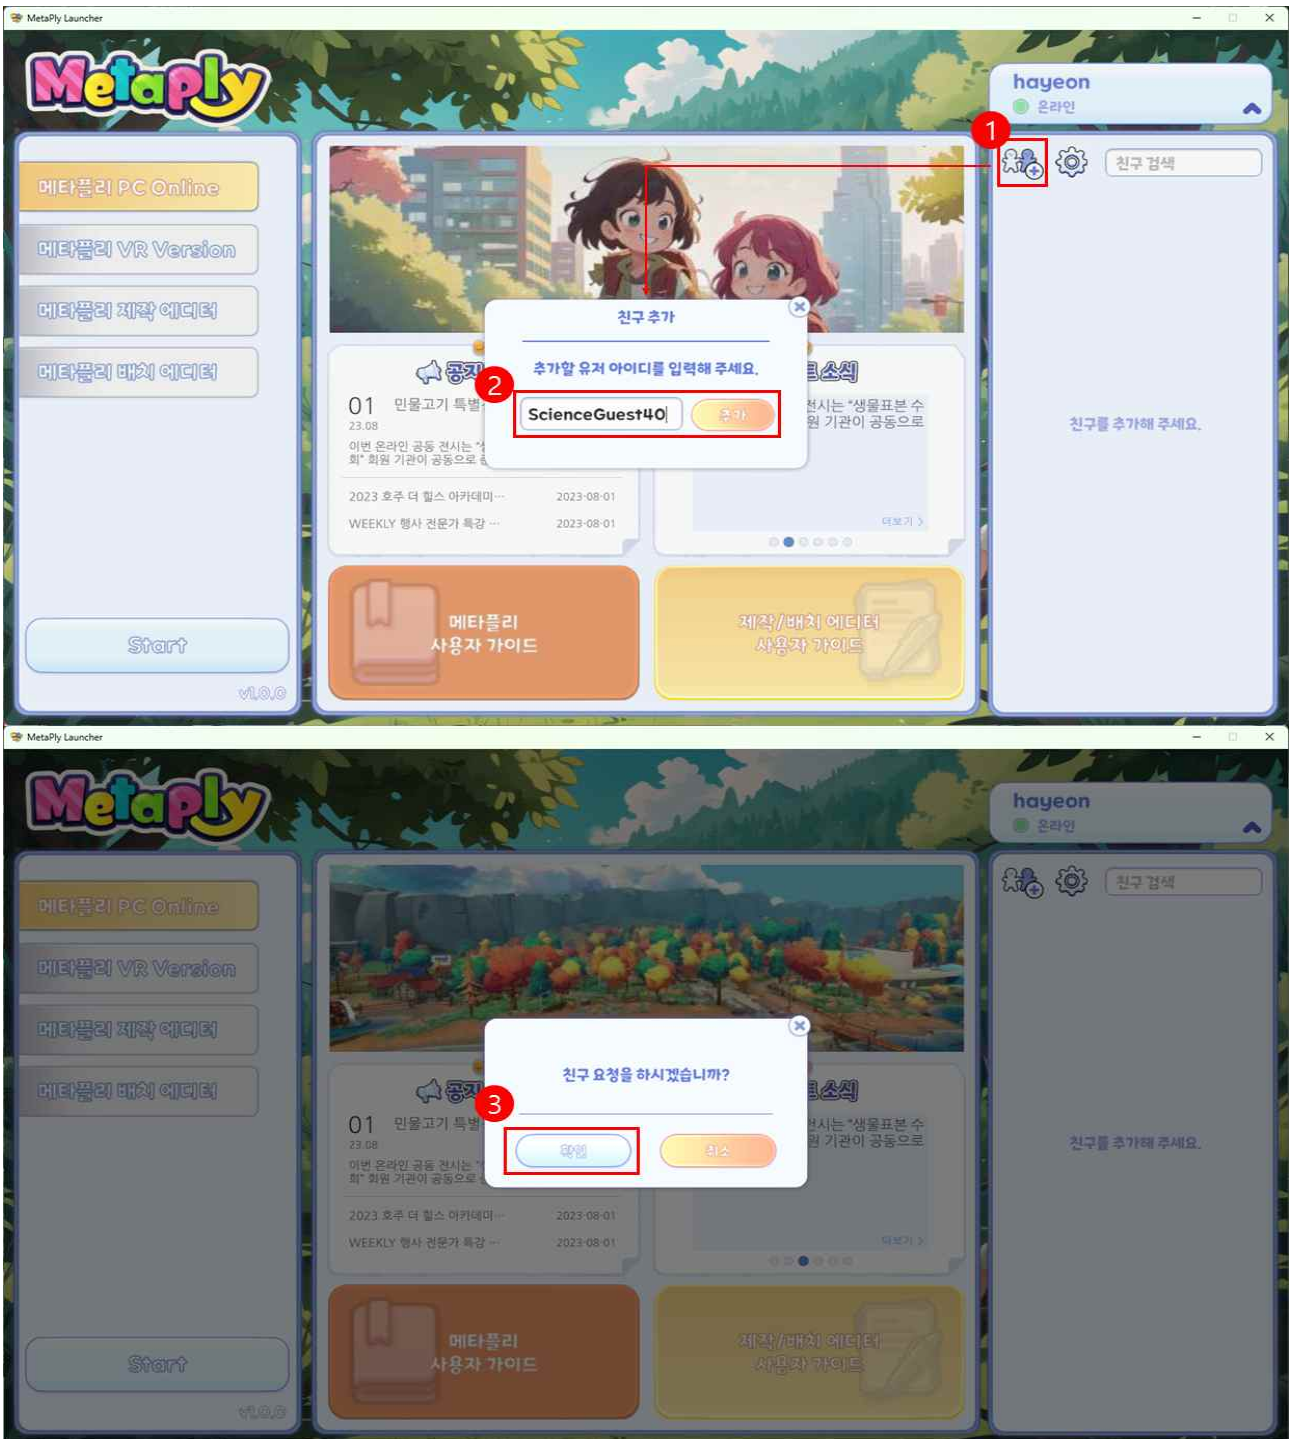 MetaPly Launcher
Metaply
hayeon
온라인
1
친구 검색
메타플리 PC Online
메타플리 VR Version
메타플리 제작 에디터
메타플리 배치 에디터
Start
v1.0.0
친구 추가
추가할 유저 아이디를 입력해 주세요.
2
ScienceGuest40
추가
공지
01 민물고기 특별
23.08
이번 온라인 공동 전시는
회" 회원 기관이 공동으로
2023 호주 더 힐스 아카데미… 2023-08-01
WEEKLY 행사 전문가 특강 … 2023-08-01
소식
전시는 "생물표본 수
원 기관이 공동으로
더보기 >
메타플리
사용자 가이드
제작/배치 에디터
사용자 가이드
친구를 추가해 주세요.
MetaPly Launcher
Metaply
hayeon
온라인
친구 검색
메타플리 PC Online
메타플리 VR Version
메타플리 제작 에디터
메타플리 배치 에디터
Start
v1.0.0
친구 요청을 하시겠습니까?
3
확인
취소
공지
01 민물고기 특별
23.08
이번 온라인 공동 전시는
회" 회원 기관이 공동으로
2023 호주 더 힐스 아카데미… 2023-08-01
WEEKLY 행사 전문가 특강 … 2023-08-01
소식
전시는 "생물표본 수
원 기관이 공동으로
더보기 >
메타플리
사용자 가이드
제작/배치 에디터
사용자 가이드
친구를 추가해 주세요.